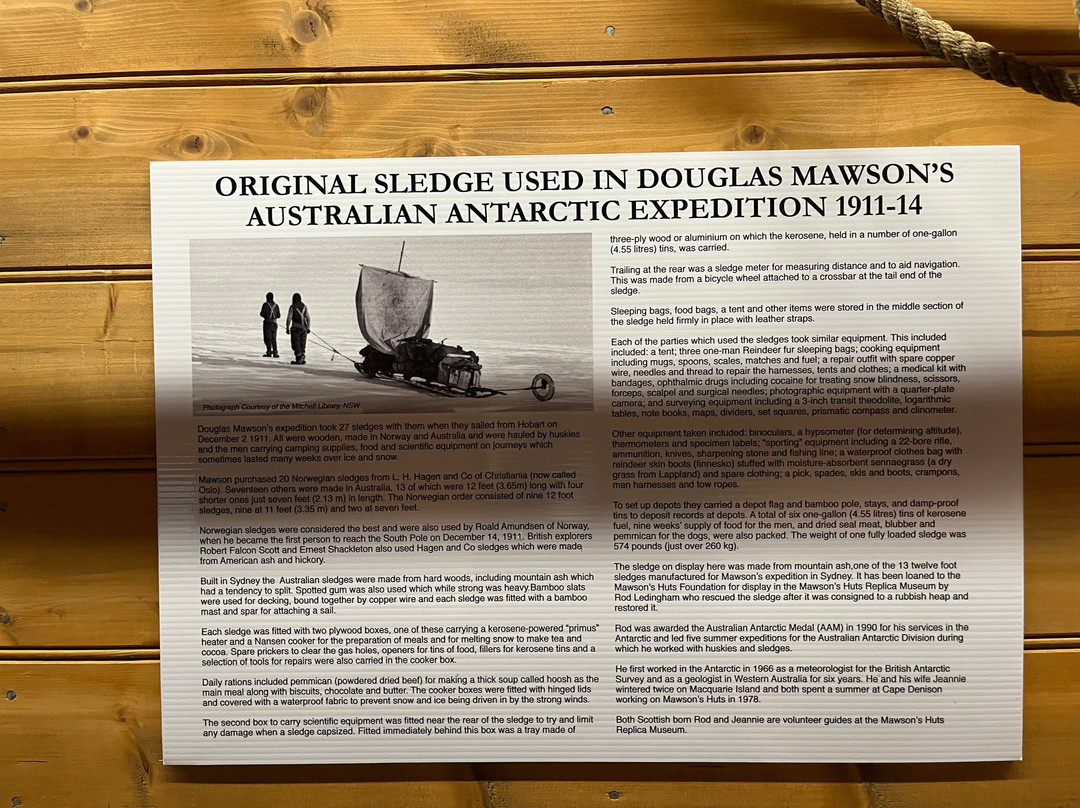 ORIGINAL SLEDGE USED IN DOUGLAS MAWSON'S
AUSTRALIAN ANTARCTIC EXPEDITION 1911-14
Photograph Courtesy of the Mitchell Library, NSW
Douglas Mawson's expedition took 27 sledges with them when they sailed from Hobart on
December 2 1911. All were wooden, made in Norway and Australia and were hauled by huskies
and the men carrying camping supplies, food and scientific equipment on journeys which
sometimes lasted many weeks over ice and snow.
Mawson purchased 20 Norwegian sledges from L. H. Hagen and Co of Christiania (now called
Oslo). Seventeen others were made in Australia, 13 of which were 12 feet (3.65m) long with four
shorter ones just seven feet (2.13 m) in length. The Norwegian order consisted of nine 12 foot
sledges, nine at 11 feet (3.35 m) and two at seven feet.
Norwegian sledges were considered the best and were also used by Roald Amundsen of Norway,
when he became the first person to reach the South Pole on December 14, 1911. British explorers
Robert Falcon Scott and Ernest Shackleton also used Hagen and Co sledges which were made
from American ash and hickory.
Built in Sydney the Australian sledges were made from hard woods, including mountain ash which
had a tendency to split. Spotted gum was also used which while strong was heavy.Bamboo slats
were used for decking, bound together by copper wire and each sledge was fitted with a bamboo
mast and spar for attaching a sail.
Each sledge was fitted with two plywood boxes, one of these carrying a kerosene-powered "primus"
heater and a Nansen cooker for the preparation of meals and for melting snow to make tea and
cocoa. Spare prickers to clear the gas holes, openers for tins of food, fillers for kerosene tins and a
selection of tools for repairs were also carried in the cooker box.
Daily rations included pemmican (powdered dried beef) for making a thick soup called hoosh as the
main meal along with biscuits, chocolate and butter. The cooker boxes were fitted with hinged lids
and covered with a waterproof fabric to prevent snow and ice being driven in by the strong winds.
The second box to carry scientific equipment was fitted near the rear of the sledge to try and limit
any damage when a sledge capsized. Fitted immediately behind this box was a tray made of
three-ply wood or aluminium on which the kerosene, held in a number of one-gallon
(4.55 litres) tins, was carried.
Trailing at the rear was a sledge meter for measuring distance and to aid navigation.
This was made from a bicycle wheel attached to a crossbar at the tail end of the
sledge.
Sleeping bags, food bags, a tent and other items were stored in the middle section of
the sledge held firmly in place with leather straps.
Each of the parties which used the sledges took similar equipment. This included
included: a tent; three one-man Reindeer fur sleeping bags; cooking equipment
including mugs, spoons, scales, matches and fuel; a repair outfit with spare copper
wire, needles and thread to repair the harnesses, tents and clothes; a medical kit with
bandages, ophthalmic drugs including cocaine for treating snow blindness, scissors,
forceps, scalpel and surgical needles; photographic equipment with a quarter-plate
camera; and surveying equipment including a 3-inch transit theodolite, logarithmic
tables, note books, maps, dividers, set squares, prismatic compass and clinometer.
Other equipment taken included: binoculars, a hypsometer (for determining altitude),
thermometers and specimen labels; "sporting" equipment including a 22-bore rifle,
ammunition, knives, sharpening stone and fishing line; a waterproof clothes bag with
reindeer skin boots (finnesko) stuffed with moisture-absorbent sennaegrass (a dry
grass from Lappland) and spare clothing; a pick, spades, skis and boots, crampons,
man harnesses and tow ropes.
To set up depots they carried a depot flag and bamboo pole, stays, and damp-proof
tins to deposit records at depots. A total of six one-gallon (4.55 litres) tins of kerosene
fuel, nine weeks' supply of food for the men, and dried seal meat, blubber and
pemmican for the dogs, were also packed. The weight of one fully loaded sledge was
574 pounds (just over 260 kg).
The sledge on display here was made from mountain ash,one of the 13 twelve foot
sledges manufactured for Mawson's expedition in Sydney. It has been loaned to the
Mawson's Huts Foundation for display in the Mawson's Huts Replica Museum by
Rod Ledingham who rescued the sledge after it was consigned to a rubbish heap and
restored it.
Rod was awarded the Australian Antarctic Medal (AAM) in 1990 for his services in the
Antarctic and led five summer expeditions for the Australian Antarctic Division during
which he worked with huskies and sledges.
He first worked in the Antarctic in 1966 as a meteorologist for the British Antarctic
Survey and as a geologist in Western Australia for six years. He and his wife Jeannie
wintered twice on Macquarie Island and both spent a summer at Cape Denison
working on Mawson's Huts in 1978.
Both Scottish born Rod and Jeannie are volunteer guides at the Mawson's Huts
Replica Museum.